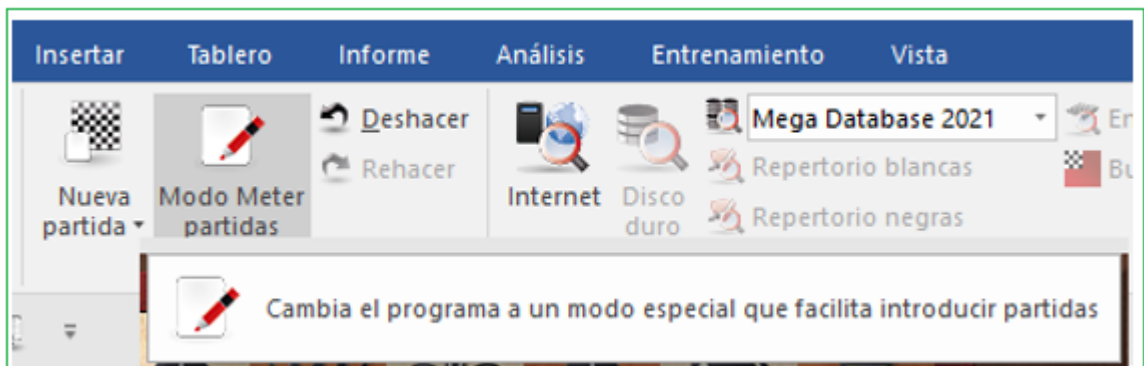 Insertar Tablero Informe Análisis Entrenamiento Vista
Nueva partida
Modo Meter partidas
Deshacer
Rehacer
Internet
Disco duro
Mega Database 2021
Repertorio blancas
Repertorio negras
Cambia el programa a un modo especial que facilita introducir partidas